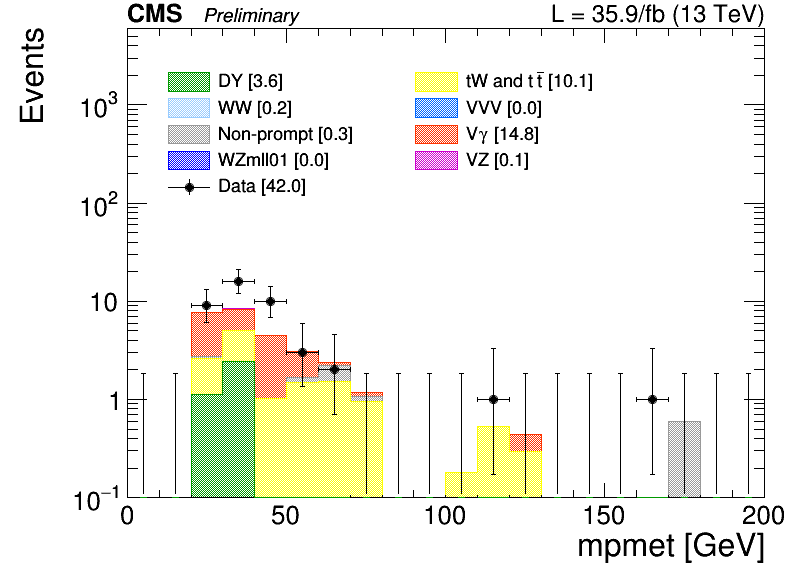 CMS Preliminary L = 35.9/fb (13 TeV)
Events
DY [3.6] tW and tt̅ [10.1]
WW [0.2] VVV [0.0]
Non-prompt [0.3] Vγ [14.8]
WZmll01 [0.0] VZ [0.1]
Data [42.0]
10³
10²
10
1
10⁻¹
0 50 100 150 200
mpmet [GeV]